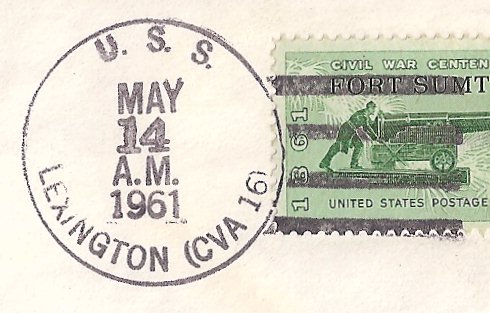 U. S. S.
MAY
14
A.M.
1961
LEXINGTON (CVA 16)
CIVIL WAR CENTEN
FORT SUMT
1861
UNITED STATES POSTAGE